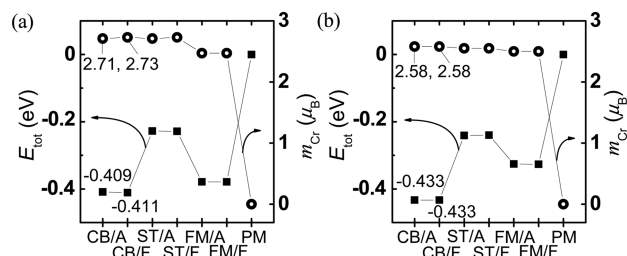 (a)
0
-0.2
-0.4
E_tot (eV)
2.71, 2.73
-0.409
-0.411
3
2
1
0
m_Cr (μ_B)
CB/A ST/A FM/A PM
CB/F ST/F FM/F
(b)
0
-0.2
-0.4
E_tot (eV)
2.58, 2.58
-0.433
-0.433
3
2
1
0
m_Cr (μ_B)
CB/A ST/A FM/A PM
CB/F ST/F FM/F